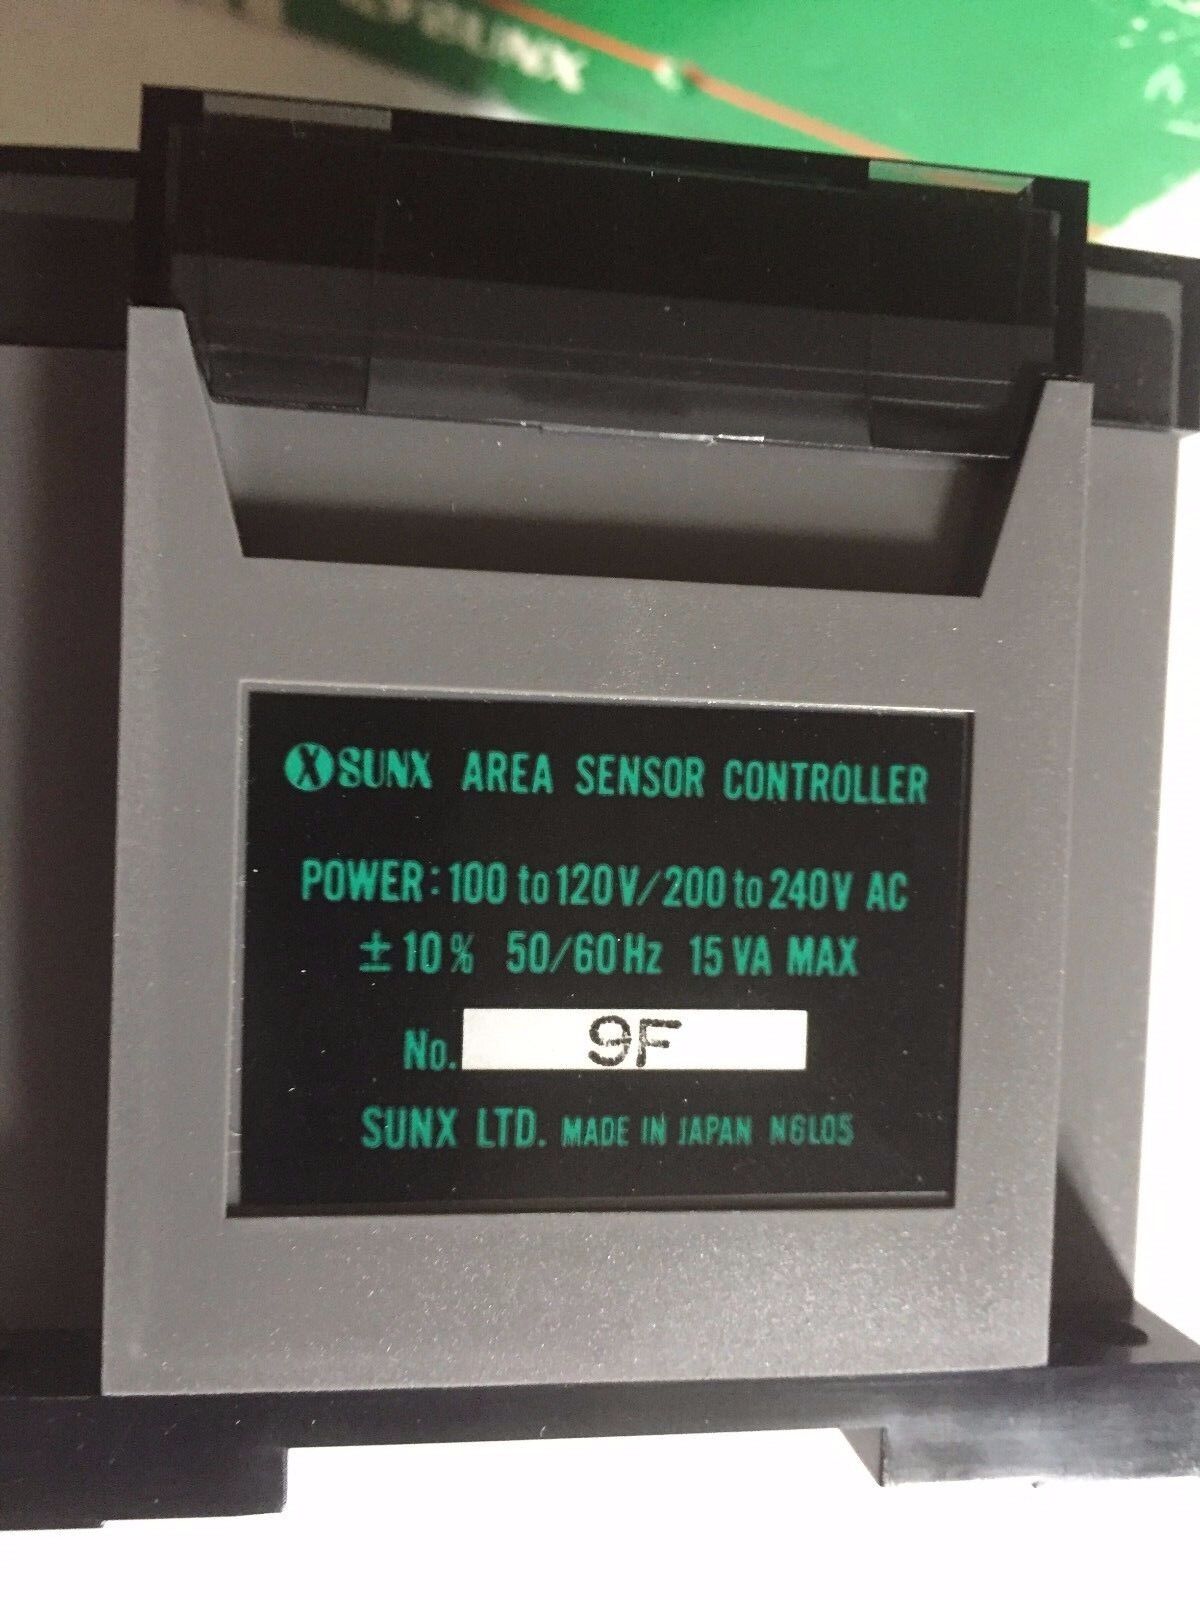 SUNX
X SUNX AREA SENSOR CONTROLLER
POWER: 100 to 120V/200 to 240V AC
± 10% 50/60Hz 15 VA MAX
No. 9F
SUNX LTD. MADE IN JAPAN N6L05